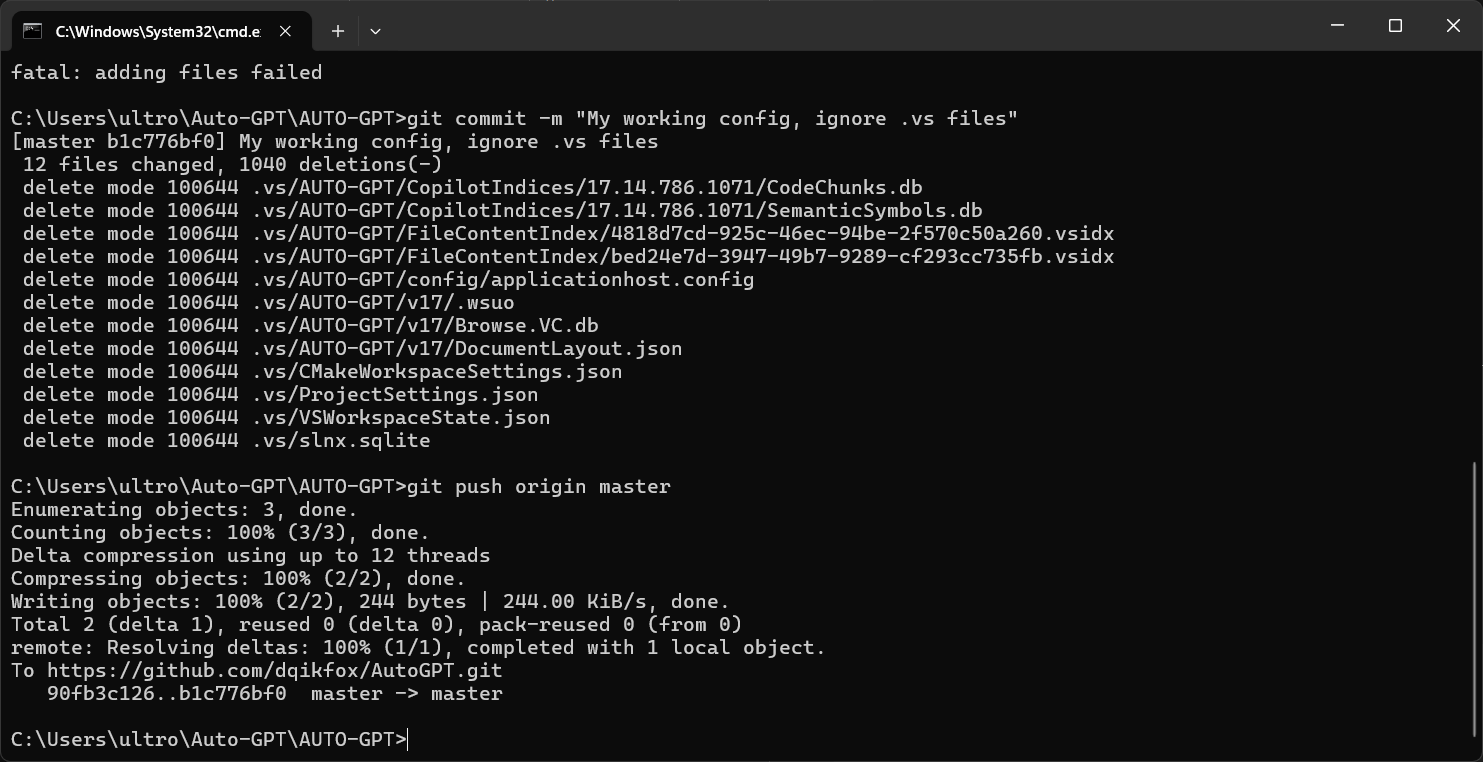 C:\Windows\System32\cmd.e
fatal: adding files failed
C:\Users\ultro\Auto-GPT\AUTO-GPT>git commit -m "My working config, ignore .vs files"
[master b1c776bf0] My working config, ignore .vs files
 12 files changed, 1040 deletions(-)
 delete mode 100644 .vs/AUTO-GPT/CopilotIndices/17.14.786.1071/CodeChunks.db
 delete mode 100644 .vs/AUTO-GPT/CopilotIndices/17.14.786.1071/SemanticSymbols.db
 delete mode 100644 .vs/AUTO-GPT/FileContentIndex/4818d7cd-925c-46ec-94be-2f570c50a260.vsidx
 delete mode 100644 .vs/AUTO-GPT/FileContentIndex/bed24e7d-3947-49b7-9289-cf293cc735fb.vsidx
 delete mode 100644 .vs/AUTO-GPT/config/applicationhost.config
 delete mode 100644 .vs/AUTO-GPT/v17/.wsuo
 delete mode 100644 .vs/AUTO-GPT/v17/Browse.VC.db
 delete mode 100644 .vs/AUTO-GPT/v17/DocumentLayout.json
 delete mode 100644 .vs/CMakeWorkspaceSettings.json
 delete mode 100644 .vs/ProjectSettings.json
 delete mode 100644 .vs/VSWorkspaceState.json
 delete mode 100644 .vs/slnx.sqlite
C:\Users\ultro\Auto-GPT\AUTO-GPT>git push origin master
Enumerating objects: 3, done.
Counting objects: 100% (3/3), done.
Delta compression using up to 12 threads
Compressing objects: 100% (2/2), done.
Writing objects: 100% (2/2), 244 bytes | 244.00 KiB/s, done.
Total 2 (delta 1), reused 0 (delta 0), pack-reused 0 (from 0)
remote: Resolving deltas: 100% (1/1), completed with 1 local object.
To https://github.com/dqikfox/AutoGPT.git
   90fb3c126..b1c776bf0  master -> master
C:\Users\ultro\Auto-GPT\AUTO-GPT>